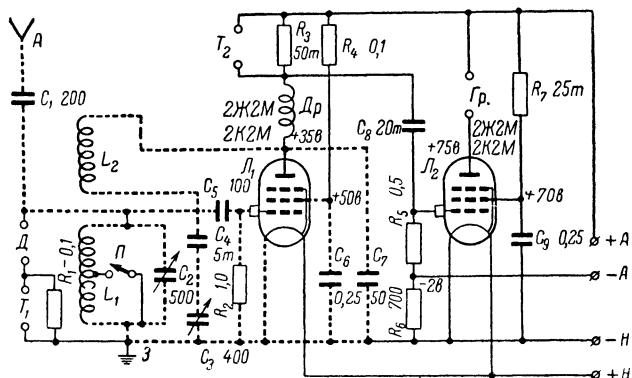 А
C₁ 200
L₂
Д
T₁
R₁-0,1
L₁
П
C₂
500
З
C₃ 400
C₄
5т
C₅
100
R₂ 1,0
T₂
R₃
50т
R₄ 0,1
Др
2Ж2М
2К2М
+35в
Л₁
+50в
C₆
0,25
C₇
50
C₈ 20т
0,5
R₅
R₆ 700
-2в
Гр.
2Ж2М
2К2М
+75в
Л₂
R₇ 25т
+70в
C₉ 0,25
+А
-А
-Н
+Н